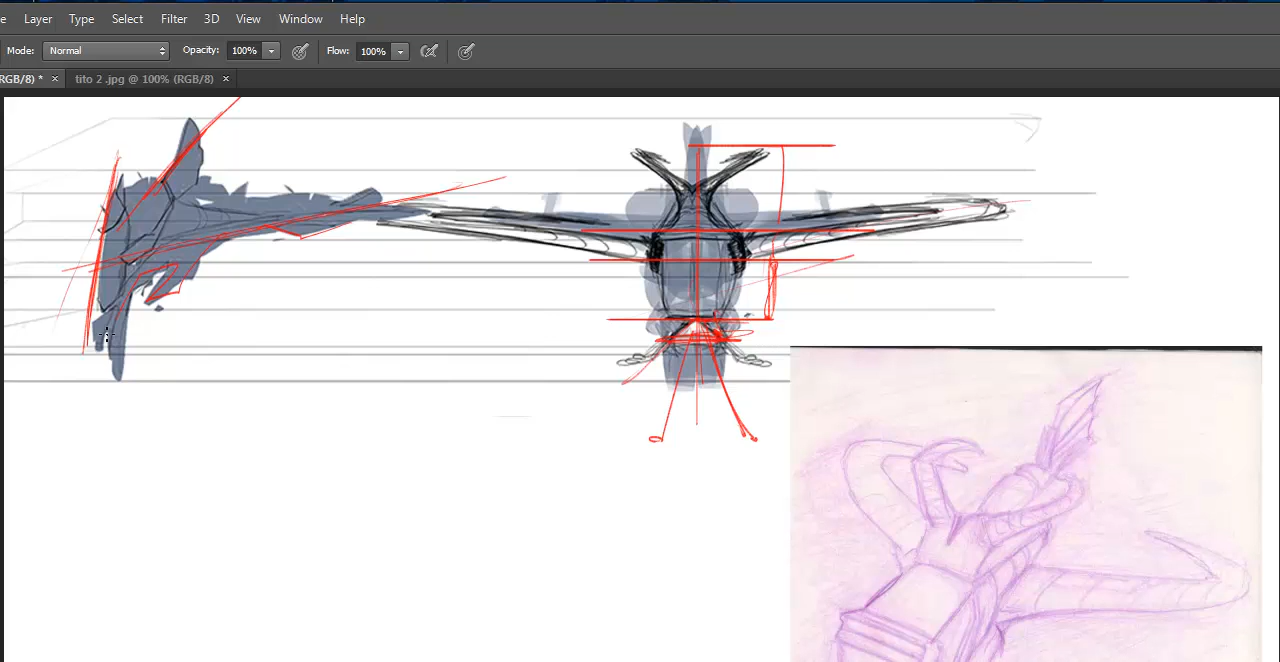 e Layer Type Select Filter 3D View Window Help
Mode: Normal Opacity: 100% Flow: 100%
RGB/8) * × tito 2 .jpg @ 100% (RGB/8) ×